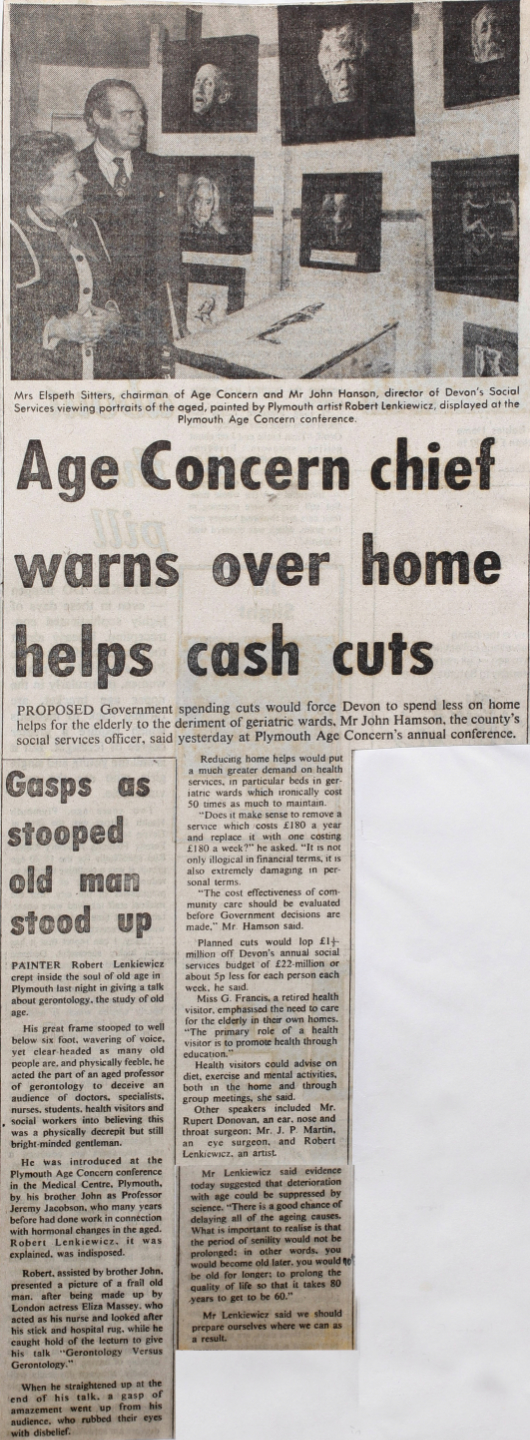 Mrs Elspeth Sitters, chairman of Age Concern and Mr John Hanson, director of Devon's Social
Services viewing portraits of the aged, painted by Plymouth artist Robert Lenkiewicz, displayed at the
Plymouth Age Concern conference.
Age Concern chief
warns over home
helps cash cuts
PROPOSED Government spending cuts would force Devon to spend less on home
helps for the elderly to the deriment of geriatric wards, Mr John Hamson, the county's
social services officer, said yesterday at Plymouth Age Concern's annual conference.
Gasps as
stooped
old man
stood up
PAINTER Robert Lenkiewicz
crept inside the soul of old age in
Plymouth last night in giving a talk
about gerontology, the study of old
age.
His great frame stooped to well
below six foot, wavering of voice,
yet clear-headed as many old
people are, and physically feeble, he
acted the part of an aged professor
of gerontology to deceive an
audience of doctors, specialists,
nurses, students, health visitors and
social workers into believing this
was a physically decrepit but still
bright-minded gentleman.
He was introduced at the
Plymouth Age Concern conference
in the Medical Centre, Plymouth,
by his brother John as Professor
Jeremy Jacobson, who many years
before had done work in connection
with hormonal changes in the aged.
Robert Lenkiewicz, it was
explained, was indisposed.
Robert, assisted by brother John,
presented a picture of a frail old
man, after being made up by
London actress Eliza Massey, who
acted as his nurse and looked after
his stick and hospital rug, while he
caught hold of the lecturn to give
his talk "Gerontology Versus
Gerontology."
When he straightened up at the
end of his talk, a gasp of
amazement went up from his
audience, who rubbed their eyes
with disbelief.
Reducing home helps would put
a much greater demand on health
services, in particular beds in ger-
iatric wards which ironically cost
50 times as much to maintain.
"Does it make sense to remove a
service which costs £180 a year
and replace it with one costing
£180 a week?" he asked. "It is not
only illogical in financial terms, it is
also extremely damaging in per-
sonal terms.
"The cost effectiveness of com-
munity care should be evaluated
before Government decisions are
made," Mr. Hamson said.
Planned cuts would lop
million off Devon's annual social
services budget of £22-million or
about 5p less for each person each
week, he said.
Miss G. Francis, a retired health
visitor, emphasised the need to care
for the elderly in their own homes.
"The primary role of a health
visitor is to promote health through
education."
Health visitors could advise on
diet, exercise and mental activities,
both in the home and through
group meetings, she said.
Other speakers included Mr.
Rupert Donovan, an ear, nose and
throat surgeon; Mr. J. P. Martin,
an eye surgeon, and Robert
Lenkiewicz, an artist.
Mr Lenkiewicz said evidence
today suggested that deterioration
with age could be suppressed by
science. "There is a good chance of
delaying all of the ageing causes.
What is important to realise is that
the period of senility would not be
prolonged; in other words, you
would become old later, you would
be old for longer; to prolong the
quality of life so that it takes 80
years to get to be 60."
Mr Lenkiewicz said we should
prepare ourselves where we can as
a result.